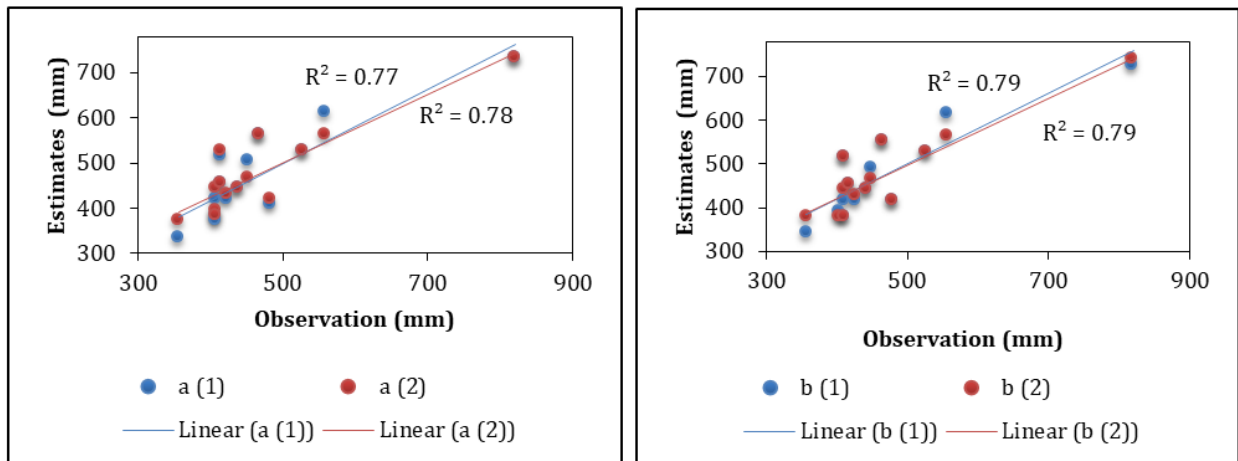 700
600
500
400
300
Estimates (mm)
R² = 0.77
R² = 0.78
300 500 700 900
Observation (mm)
a (1) a (2)
Linear (a (1)) Linear (a (2))
700
600
500
400
300
Estimates (mm)
R² = 0.79
R² = 0.79
300 500 700 900
Observation (mm)
b (1) b (2)
Linear (b (1)) Linear (b (2))